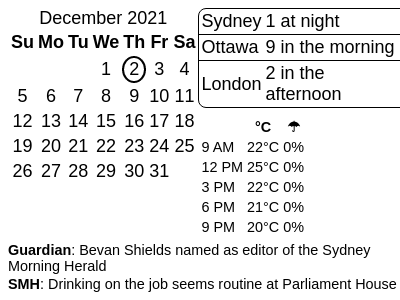 December 2021
Su Mo Tu We Th Fr Sa
1 2 3 4
5 6 7 8 9 10 11
12 13 14 15 16 17 18
19 20 21 22 23 24 25
26 27 28 29 30 31
Sydney 1 at night
Ottawa 9 in the morning
London 2 in the
afternoon
°C ☂
9 AM 22°C 0%
12 PM 25°C 0%
3 PM 22°C 0%
6 PM 21°C 0%
9 PM 20°C 0%
Guardian: Bevan Shields named as editor of the Sydney
Morning Herald
SMH: Drinking on the job seems routine at Parliament House